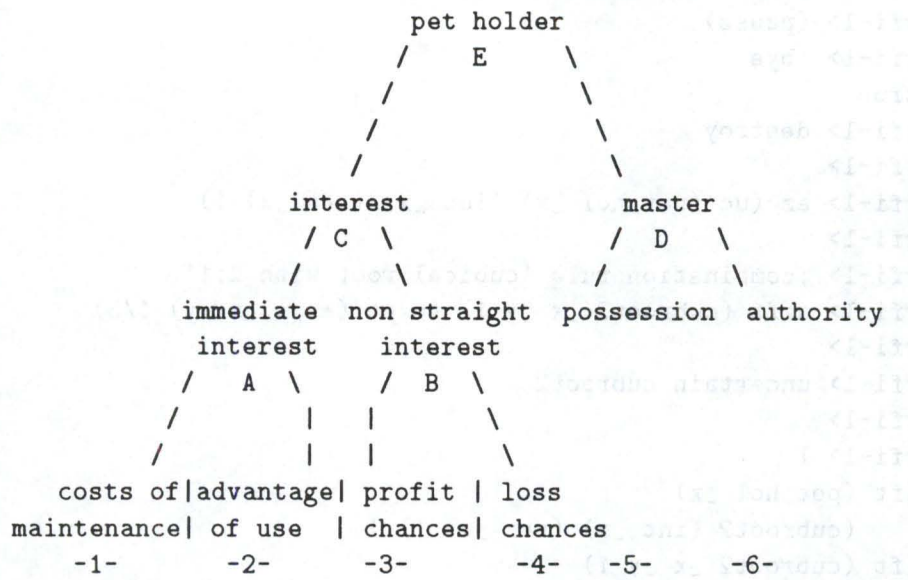 pet holder
/ E \
/ \
/ \
/ \
interest master
/ C \ / D \
/ \ / \
immediate non straight possession authority
interest interest
/ A \ / B \
/ | | \
/ | | \
costs of|advantage| profit | loss
maintenance| of use | chances| chances
-1- -2- -3- -4- -5- -6-